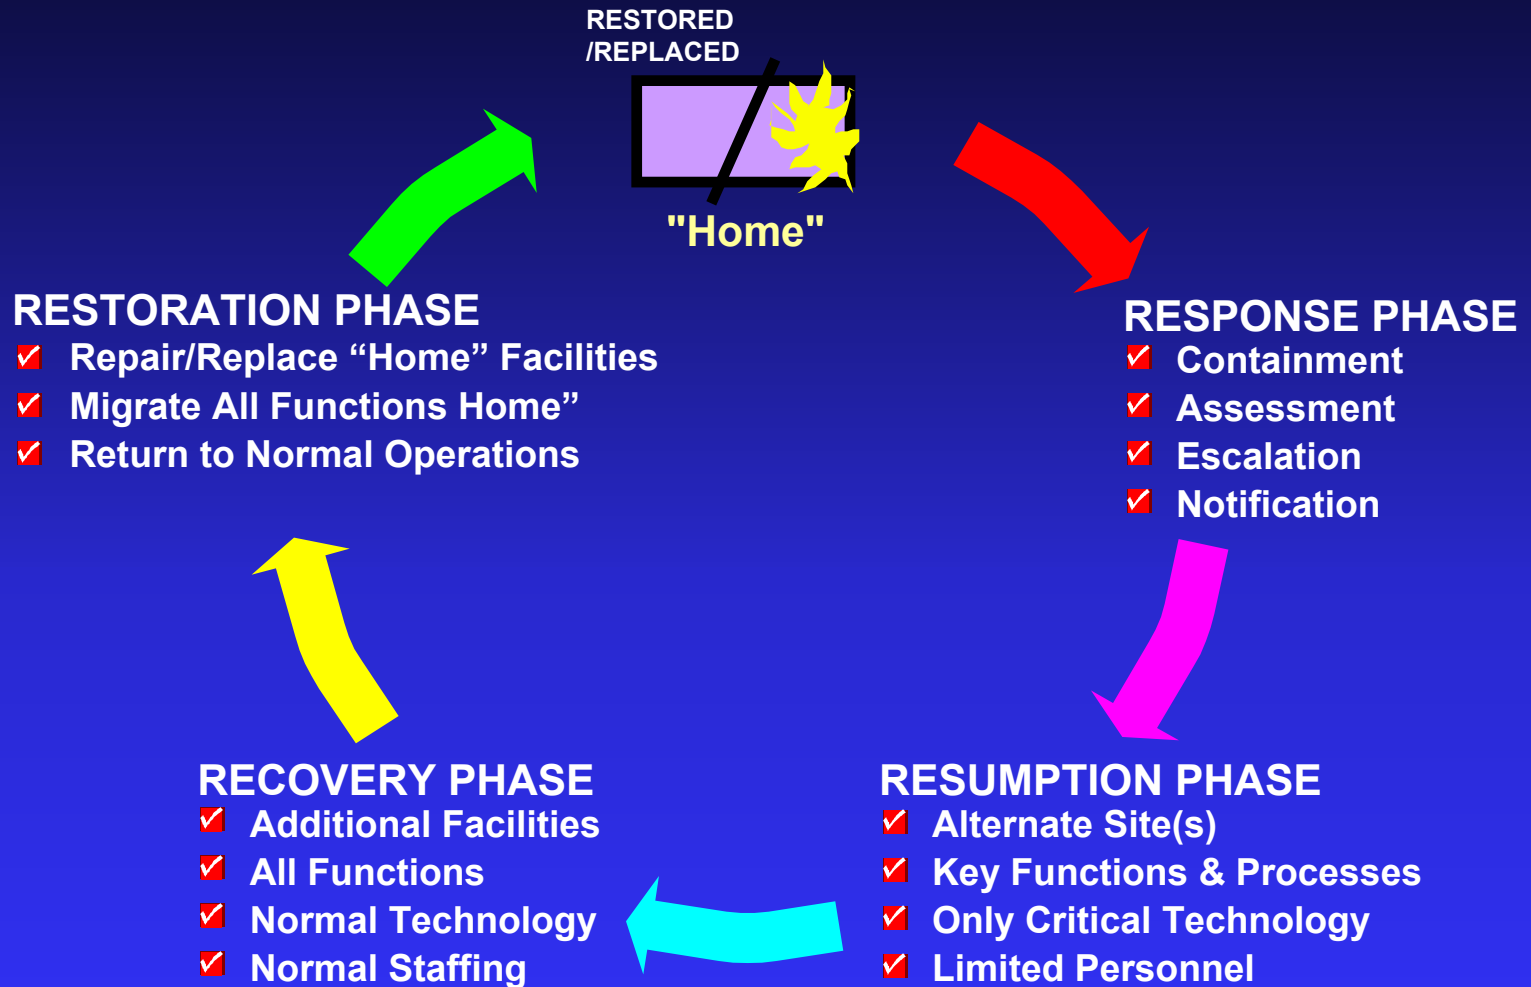 RESTORED
/REPLACED
"Home"
RESTORATION PHASE
Repair/Replace “Home” Facilities
Migrate All Functions Home”
Return to Normal Operations
RESPONSE PHASE
Containment
Assessment
Escalation
Notification
RECOVERY PHASE
Additional Facilities
All Functions
Normal Technology
Normal Staffing
RESUMPTION PHASE
Alternate Site(s)
Key Functions & Processes
Only Critical Technology
Limited Personnel